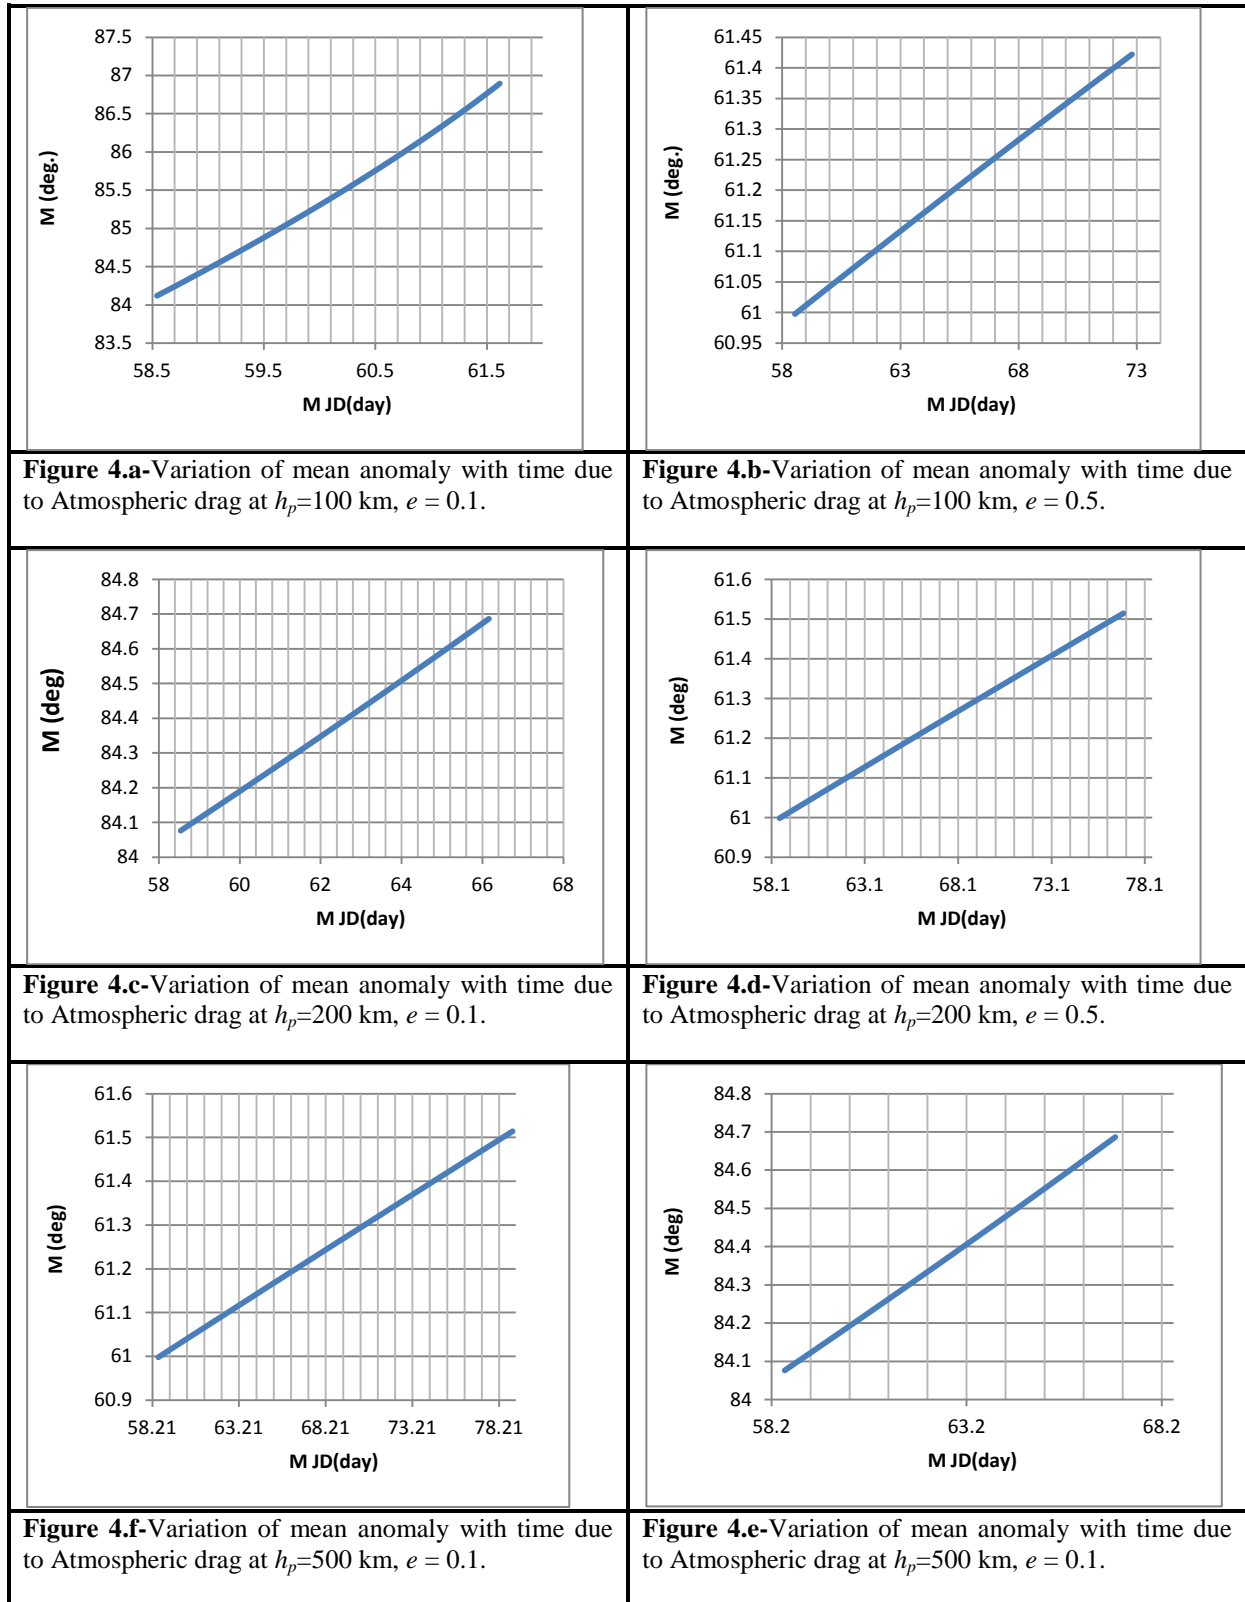 87.5
87
86.5
86
85.5
85
84.5
84
83.5
M (deg.)
58.5 59.5 60.5 61.5
M JD(day)
Figure 4.a-Variation of mean anomaly with time due
to Atmospheric drag at hp=100 km, e = 0.1.
61.45
61.4
61.35
61.3
61.25
61.2
61.15
61.1
61.05
61
60.95
M (deg.)
58 63 68 73
M JD(day)
Figure 4.b-Variation of mean anomaly with time due
to Atmospheric drag at hp=100 km, e = 0.5.
84.8
84.7
84.6
84.5
84.4
84.3
84.2
84.1
84
M (deg)
58 60 62 64 66 68
M JD(day)
Figure 4.c-Variation of mean anomaly with time due
to Atmospheric drag at hp=200 km, e = 0.1.
61.6
61.5
61.4
61.3
61.2
61.1
61
60.9
M (deg)
58.1 63.1 68.1 73.1 78.1
M JD(day)
Figure 4.d-Variation of mean anomaly with time due
to Atmospheric drag at hp=200 km, e = 0.5.
61.6
61.5
61.4
61.3
61.2
61.1
61
60.9
M (deg)
58.21 63.21 68.21 73.21 78.21
M JD(day)
Figure 4.f-Variation of mean anomaly with time due
to Atmospheric drag at hp=500 km, e = 0.1.
84.8
84.7
84.6
84.5
84.4
84.3
84.2
84.1
84
M (deg)
58.2 63.2 68.2
M JD(day)
Figure 4.e-Variation of mean anomaly with time due
to Atmospheric drag at hp=500 km, e = 0.1.